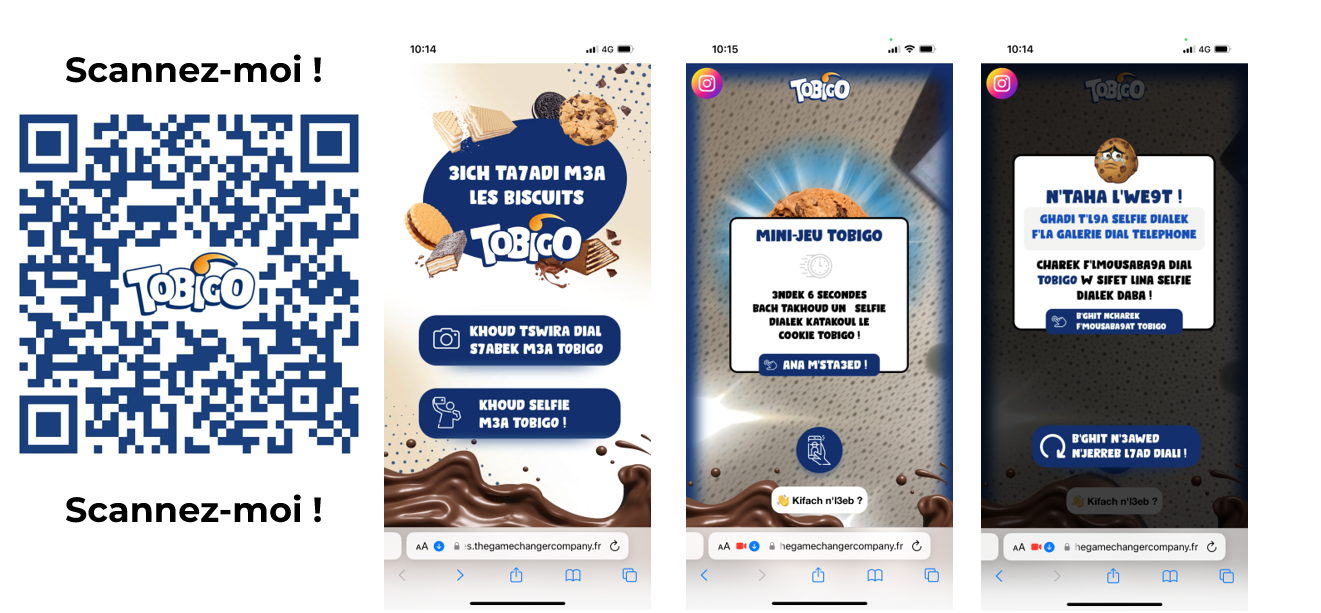 Scannez-moi !
TOBIGO
Scannez-moi !
10:14
4G
3ICH TA7ADI M3A
LES BISCUITS
TOBIGO
KHOUD TSWIRA DIAL
S7ABEK M3A TOBIGO
KHOUD SELFIE
M3A TOBIGO !
AA
s.thegamechangercompany.fr
10:15
TOBIGO
MINI-JEU TOBIGO
3NDEK 6 SECONDES
BACH TAKHOUD UN SELFIE
DIALEK KATAKOUL LE
COOKIE TOBIGO !
ANA M'STA3ED !
👋 Kifach n'l3eb ?
AA
hegamechangercompany.fr
10:14
4G
TOBIGO
N'TAHA L'WE9T !
GHADI T'L9A SELFIE DIALEK
F'LA GALERIE DIAL TELEPHONE
CHAREK F'LMOUSABA9A DIAL
TOBIGO W SIFET LINA SELFIE
DIALEK DABA !
B'GHIT NCHAREK
F'MOUSABA9AT TOBIGO
B'GHIT N'3AWED
N'JERREB L7AD DIALI !
👋 Kifach n'l3eb ?
AA
hegamechangercompany.fr